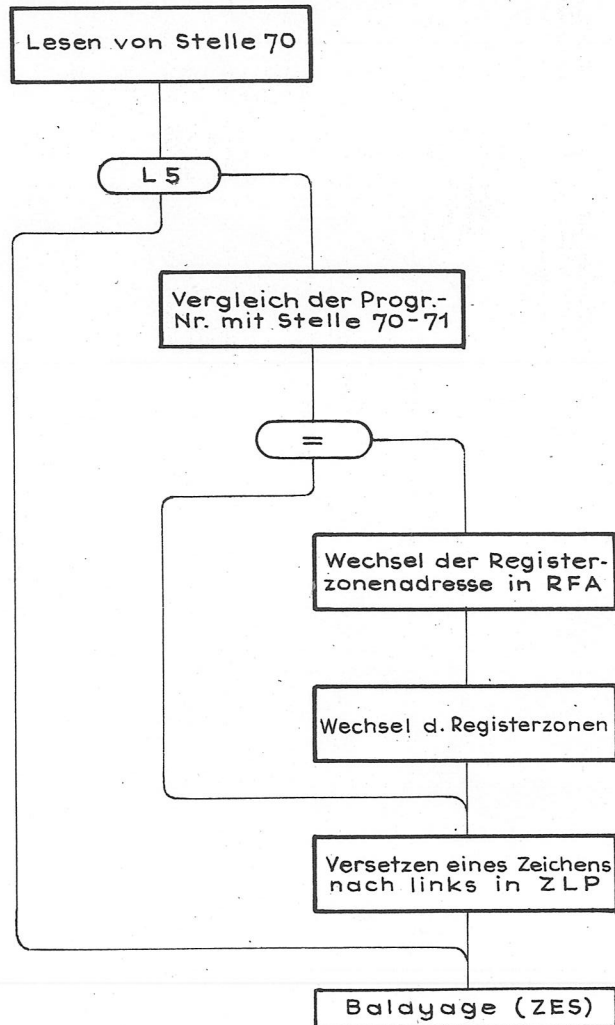 Lesen von Stelle 70
L 5
Vergleich der Progr.-
Nr. mit Stelle 70-71
=
Wechsel der Register-
zonenadresse in RFA
Wechsel d. Registerzonen
Versetzen eines Zeichens
nach links in ZLP
Balayage (ZES)